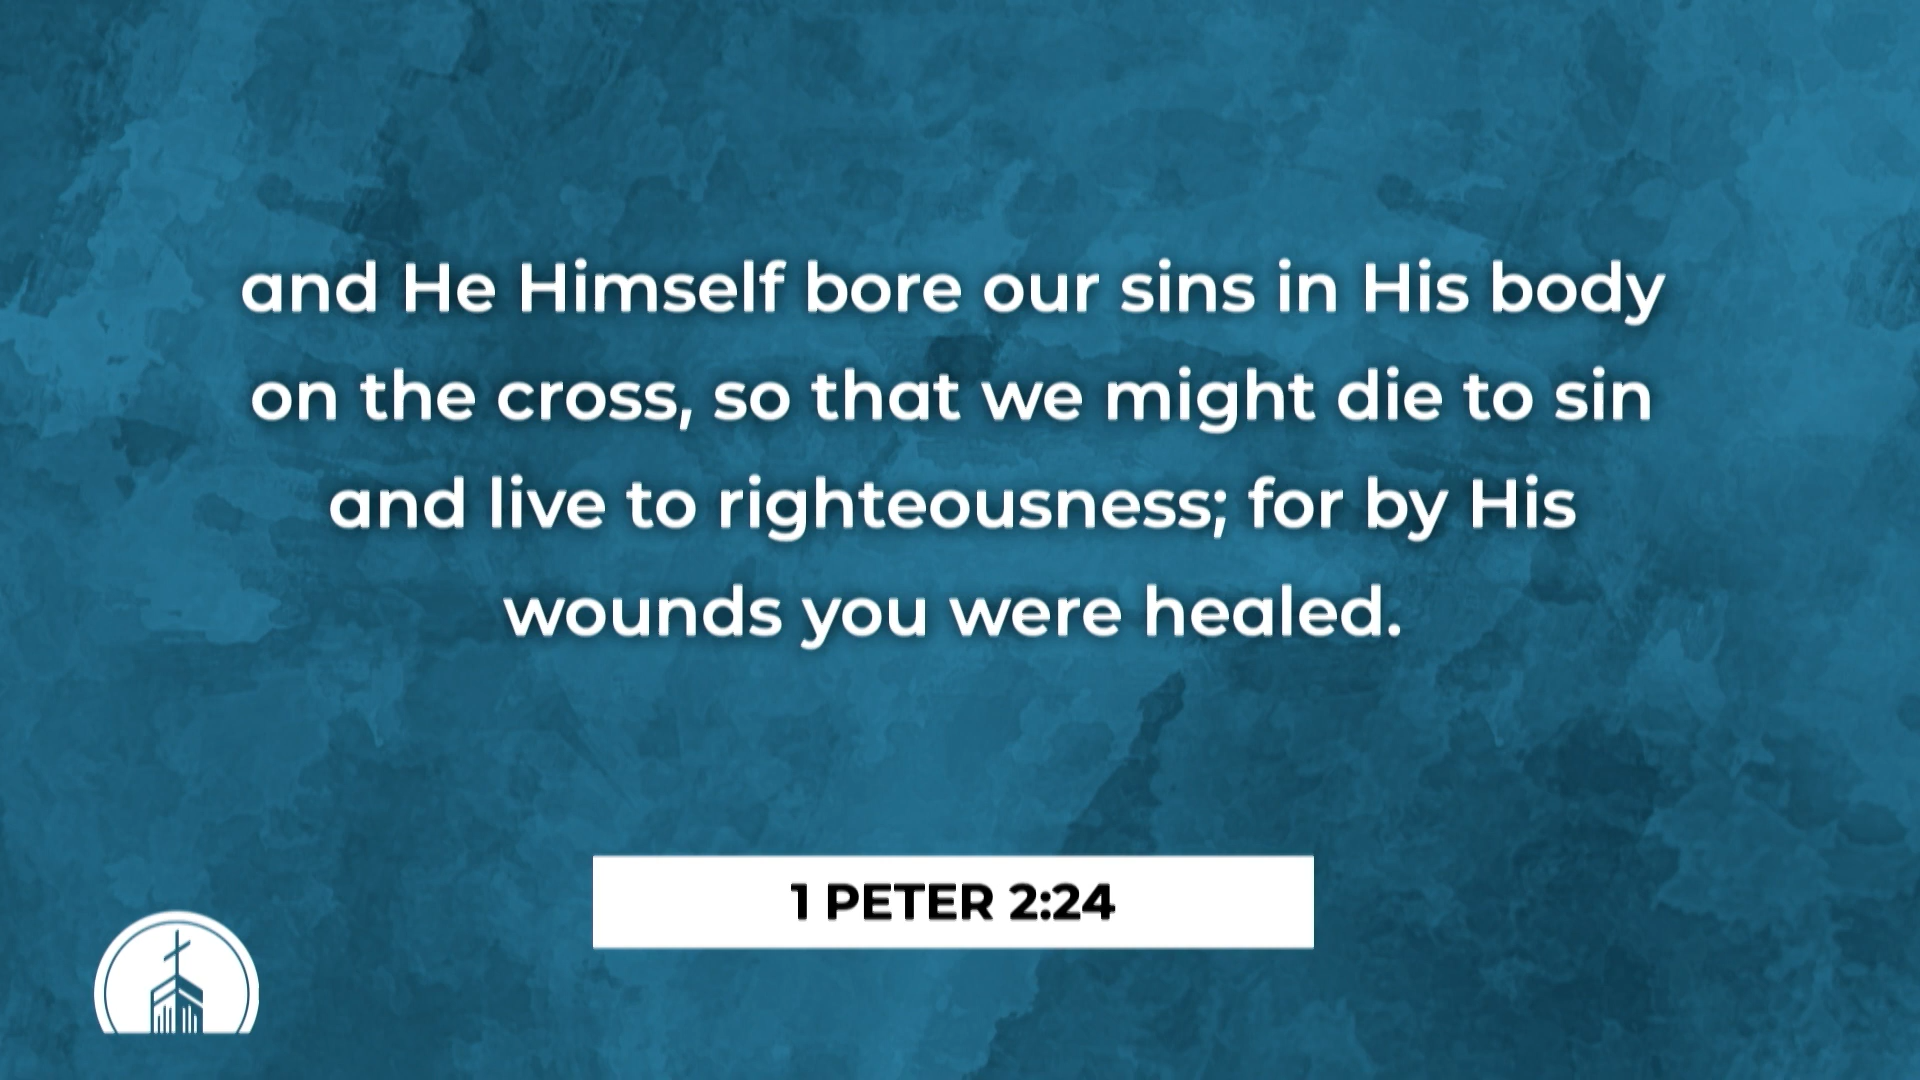 and He Himself bore our sins in His body
on the cross, so that we might die to sin
and live to righteousness; for by His
wounds you were healed.
1 PETER 2:24